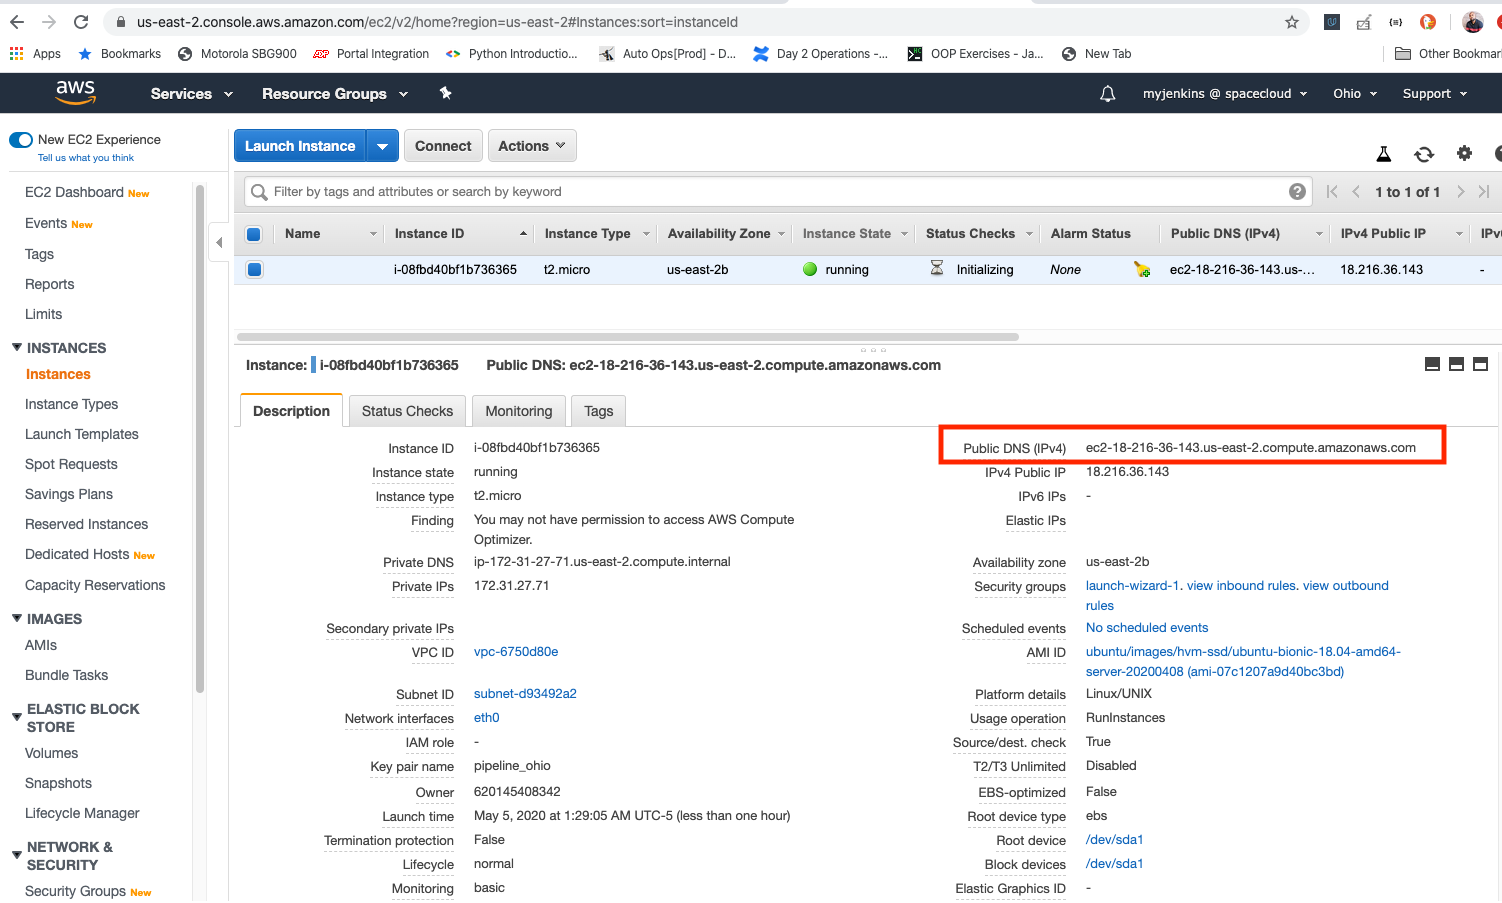 us-east-2.console.aws.amazon.com/ec2/v2/home?region=us-east-2#Instances:sort=instanceId
Apps Bookmarks Motorola SBG900 Portal Integration Python Introductio... Auto Ops[Prod] - D... Day 2 Operations -... OOP Exercises - Ja... New Tab Other Bookmar
aws Services Resource Groups myjenkins @ spacecloud Ohio Support
New EC2 Experience
Tell us what you think
EC2 Dashboard New
Events New
Tags
Reports
Limits
INSTANCES
Instances
Instance Types
Launch Templates
Spot Requests
Savings Plans
Reserved Instances
Dedicated Hosts New
Capacity Reservations
IMAGES
AMIs
Bundle Tasks
ELASTIC BLOCK
STORE
Volumes
Snapshots
Lifecycle Manager
NETWORK &
SECURITY
Security Groups New
Launch Instance Connect Actions
Filter by tags and attributes or search by keyword 1 to 1 of 1
Name Instance ID Instance Type Availability Zone Instance State Status Checks Alarm Status Public DNS (IPv4) IPv4 Public IP IPv
i-08fbd40bf1b736365 t2.micro us-east-2b running Initializing None ec2-18-216-36-143.us-... 18.216.36.143 -
Instance: i-08fbd40bf1b736365 Public DNS: ec2-18-216-36-143.us-east-2.compute.amazonaws.com
Description Status Checks Monitoring Tags
Instance ID i-08fbd40bf1b736365
Instance state running
Instance type t2.micro
Finding You may not have permission to access AWS Compute
Optimizer.
Private DNS ip-172-31-27-71.us-east-2.compute.internal
Private IPs 172.31.27.71
Secondary private IPs
VPC ID vpc-6750d80e
Subnet ID subnet-d93492a2
Network interfaces eth0
IAM role -
Key pair name pipeline_ohio
Owner 620145408342
Launch time May 5, 2020 at 1:29:05 AM UTC-5 (less than one hour)
Termination protection False
Lifecycle normal
Monitoring basic
Public DNS (IPv4) ec2-18-216-36-143.us-east-2.compute.amazonaws.com
IPv4 Public IP 18.216.36.143
IPv6 IPs -
Elastic IPs
Availability zone us-east-2b
Security groups launch-wizard-1. view inbound rules. view outbound
rules
Scheduled events No scheduled events
AMI ID ubuntu/images/hvm-ssd/ubuntu-bionic-18.04-amd64-
server-20200408 (ami-07c1207a9d40bc3bd)
Platform details Linux/UNIX
Usage operation RunInstances
Source/dest. check True
T2/T3 Unlimited Disabled
EBS-optimized False
Root device type ebs
Root device /dev/sda1
Block devices /dev/sda1
Elastic Graphics ID -